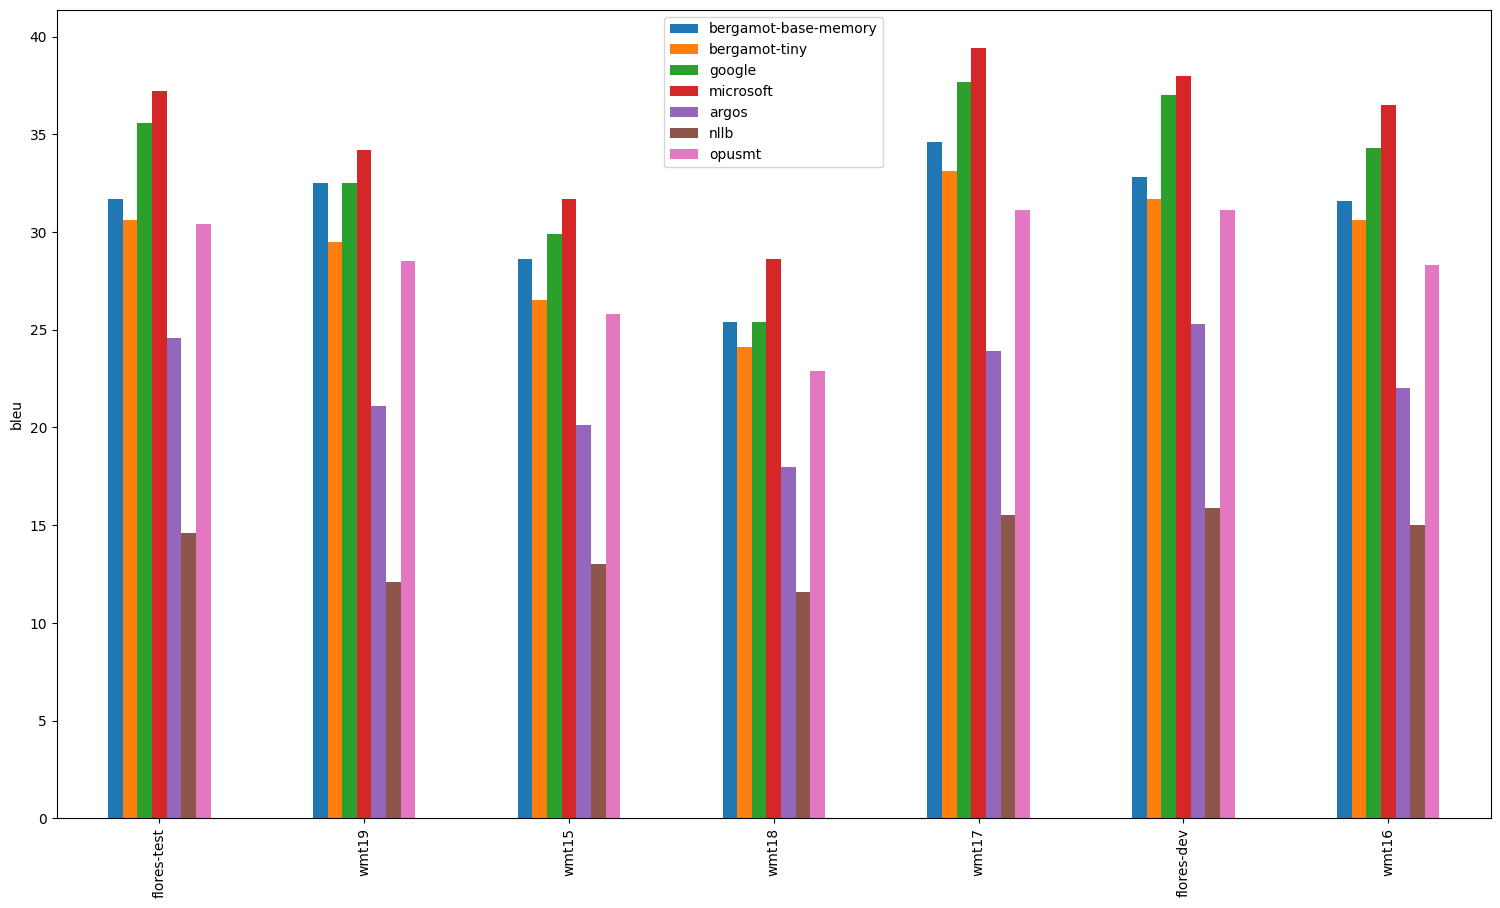 bergamot-base-memory
bergamot-tiny
google
microsoft
argos
nllb
opusmt
40
35
30
25
20
15
10
5
0
bleu
flores-test
wmt19
wmt15
wmt18
wmt17
flores-dev
wmt16